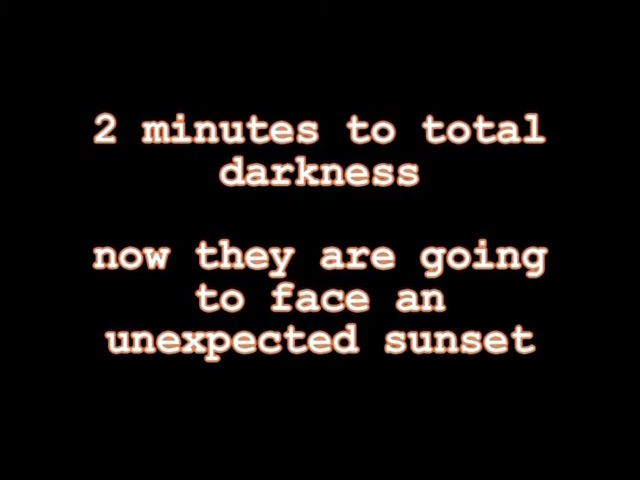 2 minutes to total
darkness
now they are going
to face an
unexpected sunset